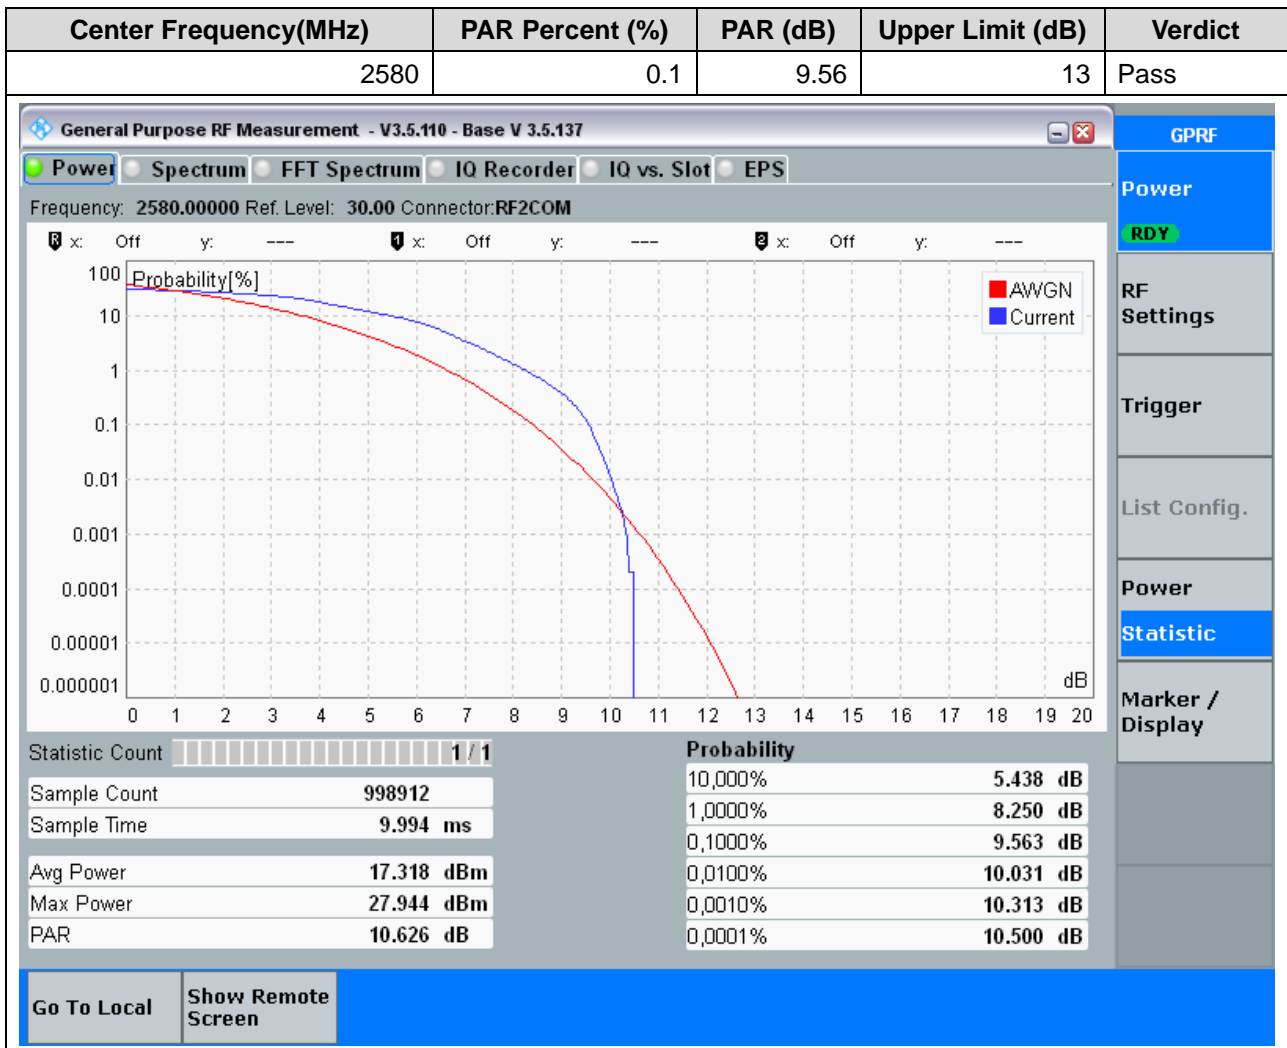 Center Frequency(MHz) PAR Percent (%) PAR (dB) Upper Limit (dB) Verdict
2580 0.1 9.56 13 Pass
General Purpose RF Measurement - V3.5.110 - Base V 3.5.137
GPRF
Power Spectrum FFT Spectrum IQ Recorder IQ vs. Slot EPS
Power
RDY
Frequency: 2580.00000 Ref. Level: 30.00 Connector:RF2COM
R x: Off y: --- 1 x: Off y: --- 2 x: Off y: ---
Probability[%]
AWGN
Current
100
10
1
0.1
0.01
0.001
0.0001
0.00001
0.000001
dB
0 1 2 3 4 5 6 7 8 9 10 11 12 13 14 15 16 17 18 19 20
RF
Settings
Trigger
List Config.
Power
Statistic
Marker /
Display
Statistic Count 1 / 1
Sample Count 998912
Sample Time 9.994 ms
Avg Power 17.318 dBm
Max Power 27.944 dBm
PAR 10.626 dB
Probability
10,000% 5.438 dB
1,0000% 8.250 dB
0,1000% 9.563 dB
0,0100% 10.031 dB
0,0010% 10.313 dB
0,0001% 10.500 dB
Go To Local
Show Remote
Screen